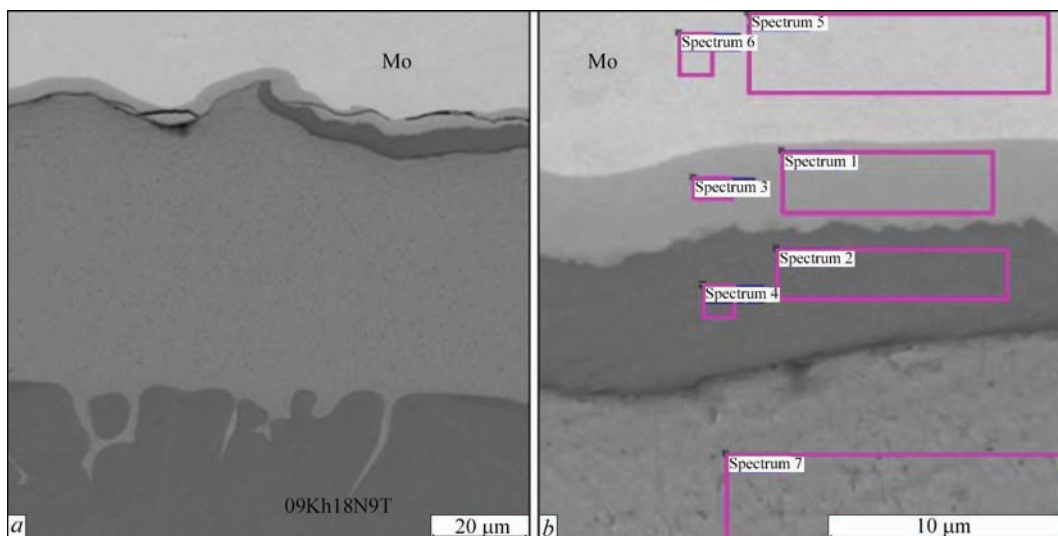 Mo
09Kh18N9T
a
20 μm
Spectrum 5
Spectrum 6
Mo
Spectrum 1
Spectrum 3
Spectrum 2
Spectrum 4
Spectrum 7
b
10 μm